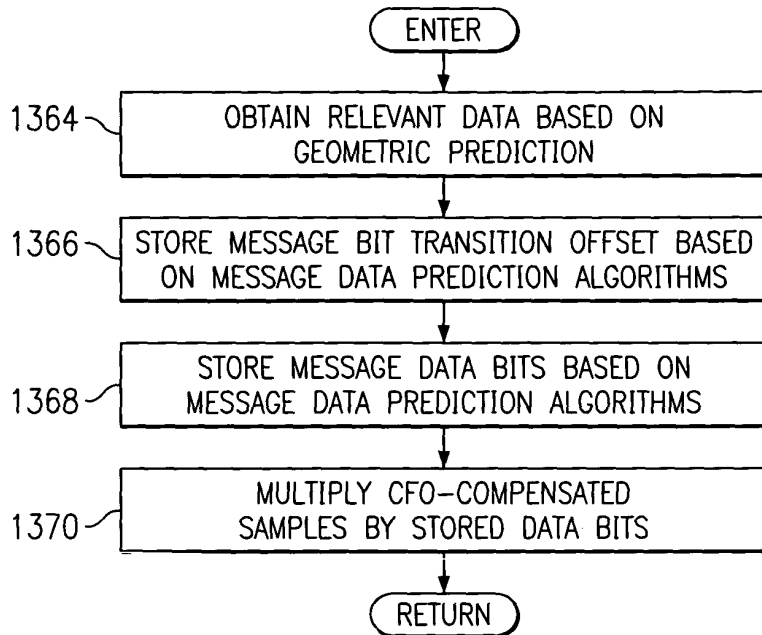 ENTER
1364
OBTAIN RELEVANT DATA BASED ON
GEOMETRIC PREDICTION
1366
STORE MESSAGE BIT TRANSITION OFFSET BASED
ON MESSAGE DATA PREDICTION ALGORITHMS
1368
STORE MESSAGE DATA BITS BASED ON
MESSAGE DATA PREDICTION ALGORITHMS
1370
MULTIPLY CFO-COMPENSATED
SAMPLES BY STORED DATA BITS
RETURN